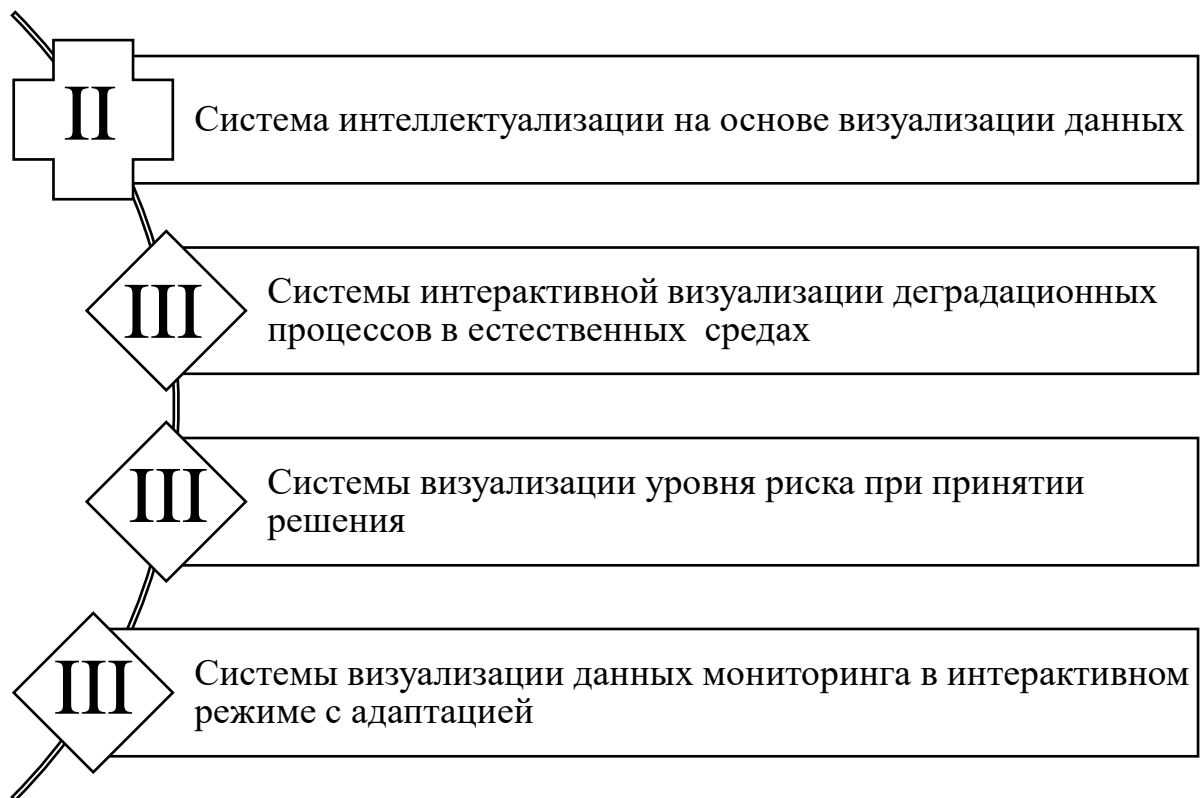 II
Система интеллектуализации на основе визуализации данных
III
Системы интерактивной визуализации деградационных
процессов в естественных  средах
III
Системы визуализации уровня риска при принятии
решения
III
Системы визуализации данных мониторинга в интерактивном
режиме с адаптацией